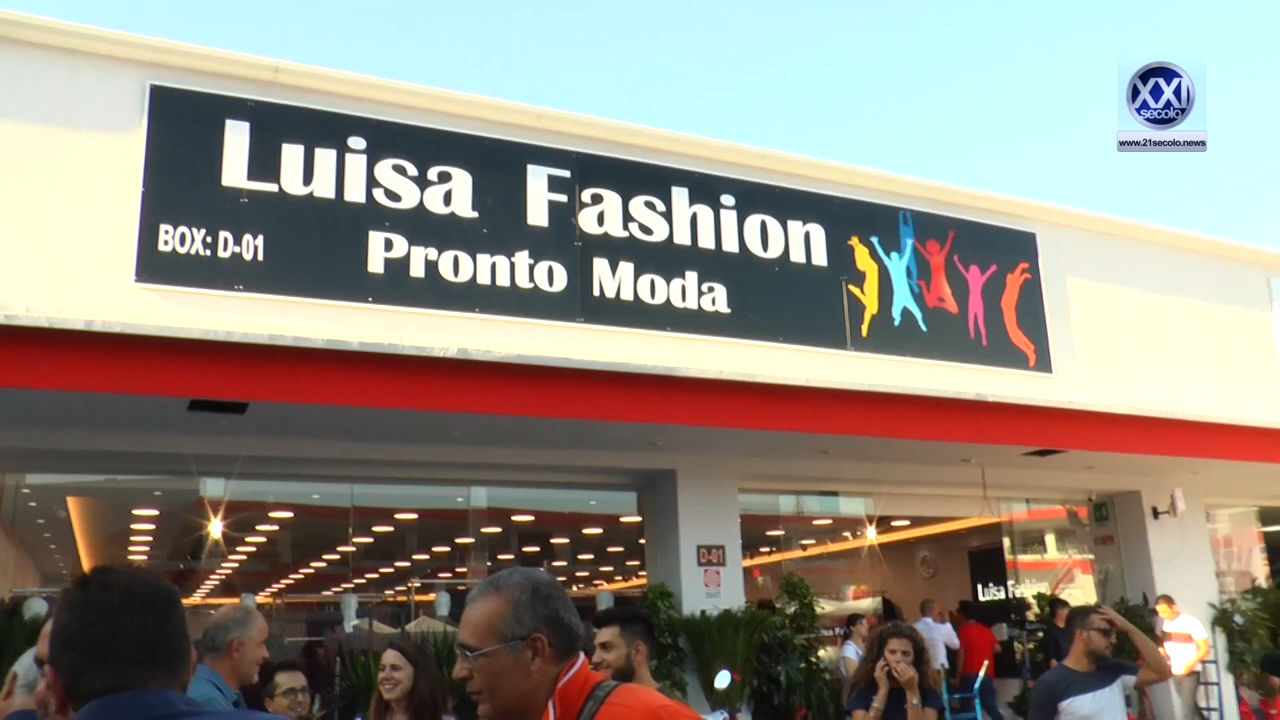 XXI
secolo
www.21secolo.news
Luisa Fashion
BOX: D-01
Pronto Moda
D-01
Luisa Fashion